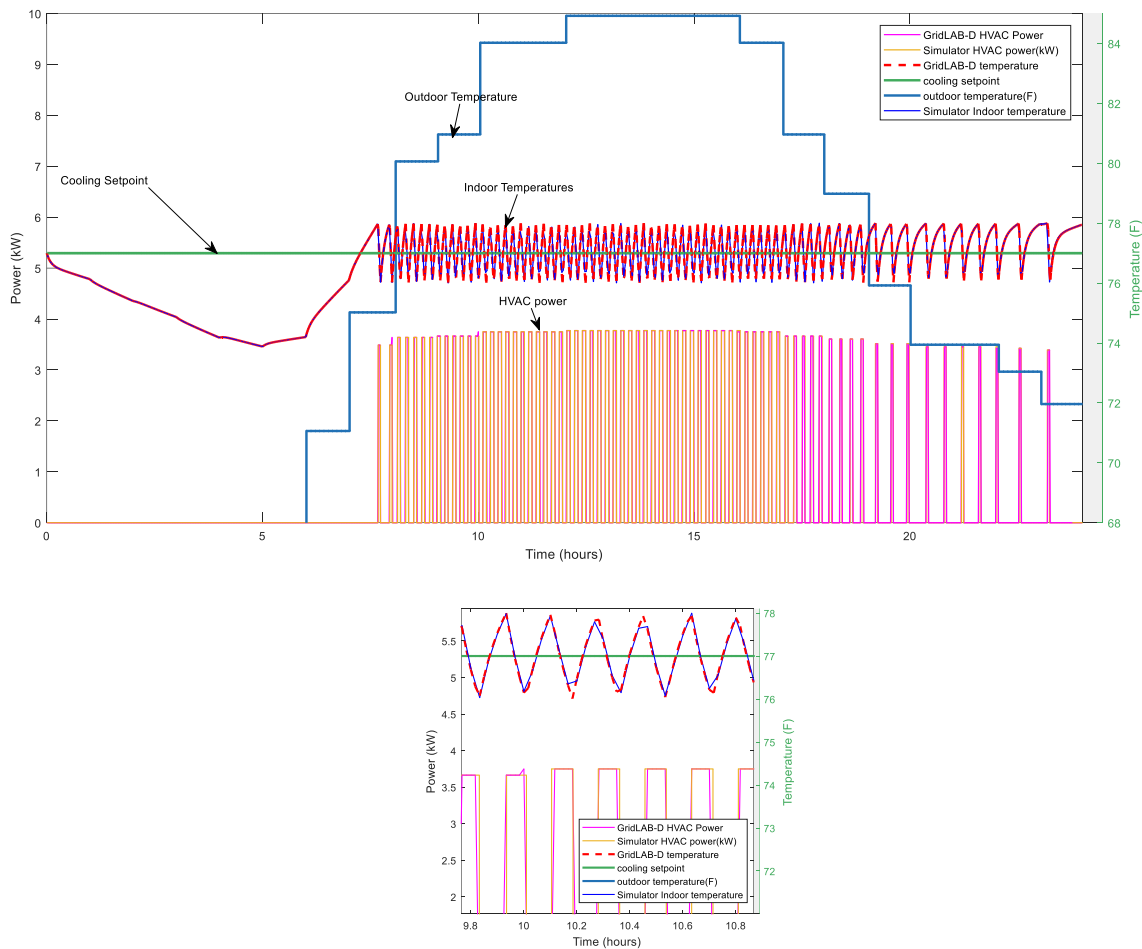 10
9
8
7
6
5
4
3
2
1
0
Power (kW)
84
82
80
78
76
74
72
70
68
Temperature (F)
GridLAB-D HVAC Power
Simulator HVAC power(kW)
GridLAB-D temperature
cooling setpoint
outdoor temperature(F)
Simulator Indoor temperature
Outdoor Temperature
Cooling Setpoint
Indoor Temperatures
HVAC power
0 5 10 15 20
Time (hours)
5.5
5
4.5
4
3.5
3
2.5
2
Power (kW)
78
77
76
75
74
73
72
Temperature (F)
GridLAB-D HVAC Power
Simulator HVAC power(kW)
GridLAB-D temperature
cooling setpoint
outdoor temperature(F)
Simulator Indoor temperature
9.8 10 10.2 10.4 10.6 10.8
Time (hours)